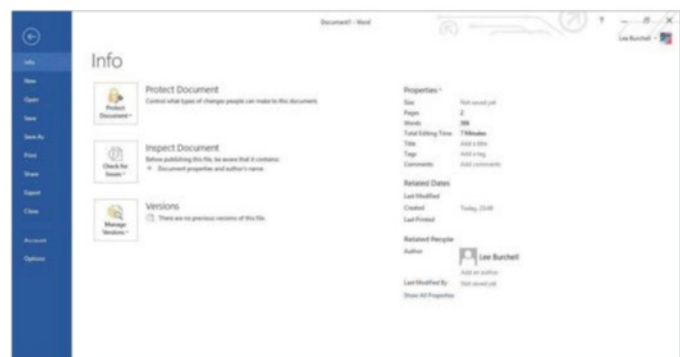 Document1 - Word
?
Lee Burchell
Info
New
Open
Save
Save As
Print
Share
Export
Close
Account
Options
Info
Protect Document
Control what types of changes people can make to this document.
Protect
Document
Inspect Document
Before publishing this file, be aware that it contains:
Document properties and author's name
Check for
Issues
Versions
There are no previous versions of this file.
Manage
Versions
Properties
Size Not saved yet
Pages 2
Words
Total Editing Time 7 Minutes
Title Add a title
Tags Add a tag
Comments Add comments
Related Dates
Last Modified
Created Today,
Last Printed
Related People
Author Lee Burchell
Add an author
Last Modified By Not saved yet
Show All Properties